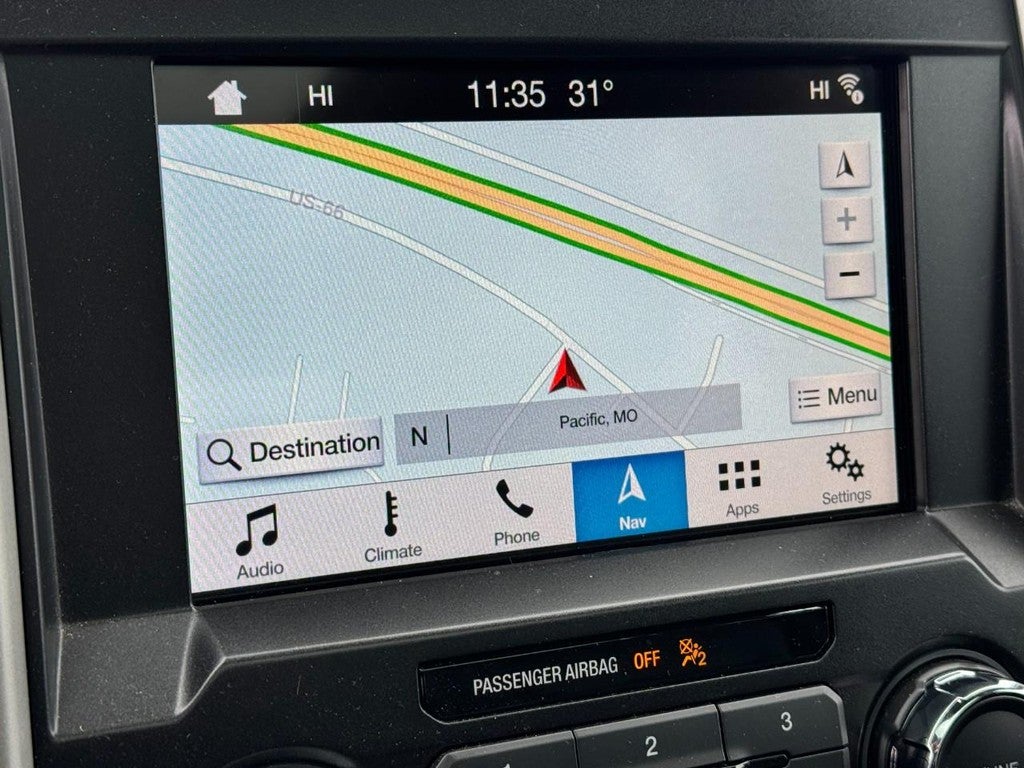 HI
11:35 31°
HI
US-66
+
−
Menu
Destination
N
Pacific, MO
Audio
Climate
Phone
Nav
Apps
Settings
PASSENGER AIRBAG OFF 2
2
3